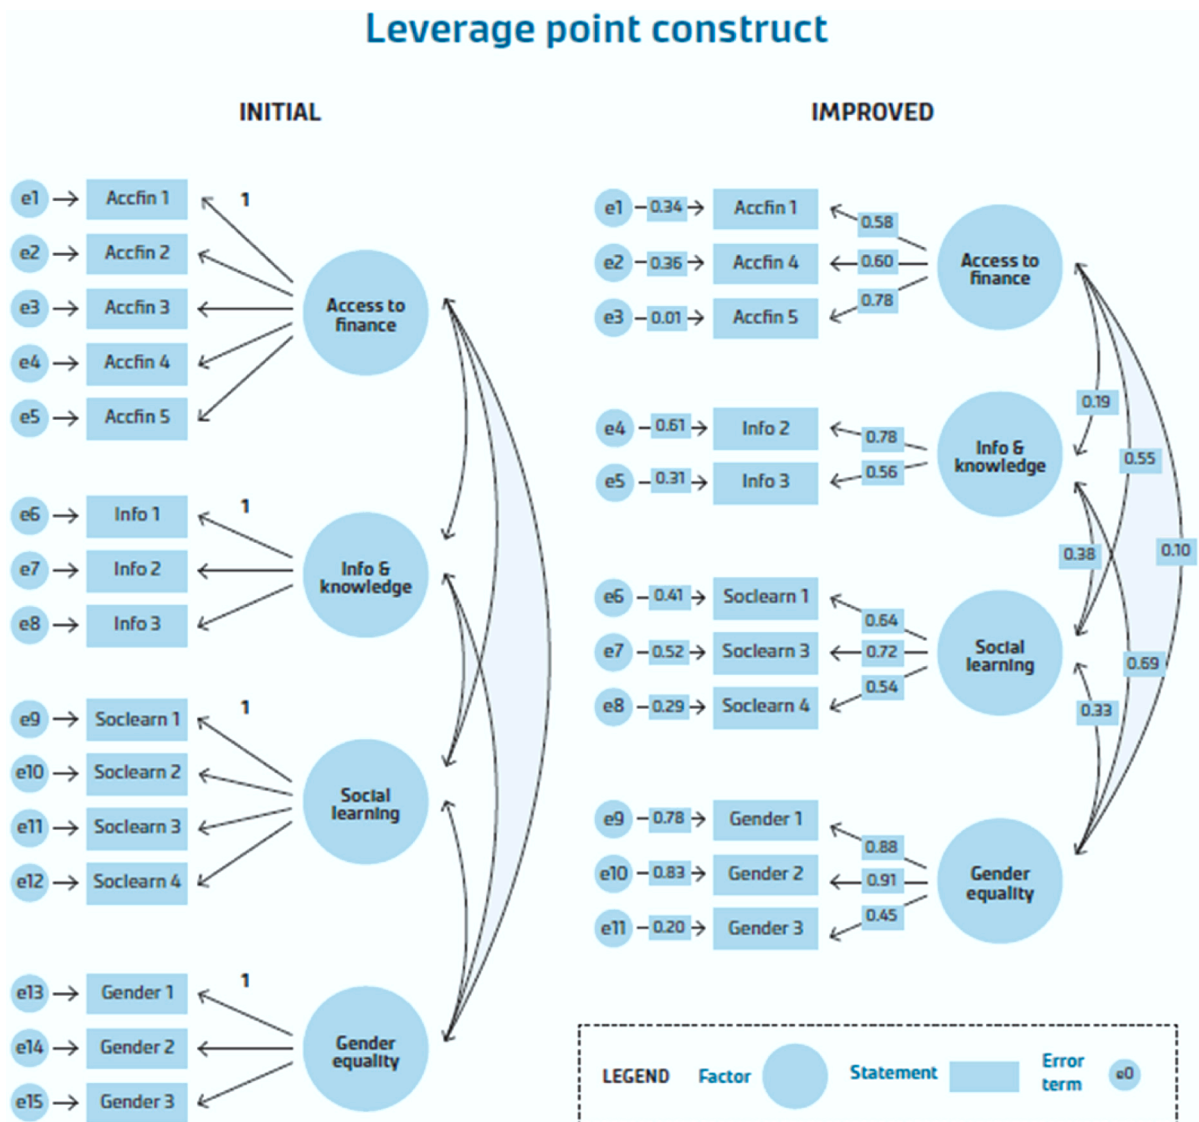 Leverage point construct
INITIAL
e1 Accfin 1 1
e2 Accfin 2
e3 Accfin 3
e4 Accfin 4
e5 Accfin 5
Access to
finance
e6 Info 1 1
e7 Info 2
e8 Info 3
Info &
knowledge
e9 Soclearn 1 1
e10 Soclearn 2
e11 Soclearn 3
e12 Soclearn 4
Social
learning
e13 Gender 1 1
e14 Gender 2
e15 Gender 3
Gender
equality
IMPROVED
e1 0.34 Accfin 1 0.58
e2 0.36 Accfin 4 0.60
e3 0.01 Accfin 5 0.78
Access to
finance
e4 0.61 Info 2 0.78
e5 0.31 Info 3 0.56
Info &
knowledge
e6 0.41 Soclearn 1 0.64
e7 0.52 Soclearn 3 0.72
e8 0.29 Soclearn 4 0.54
Social
learning
e9 0.78 Gender 1 0.88
e10 0.83 Gender 2 0.91
e11 0.20 Gender 3 0.45
Gender
equality
0.19
0.55
0.38
0.10
0.69
0.33
LEGEND
Factor
Statement
Error
term
e0